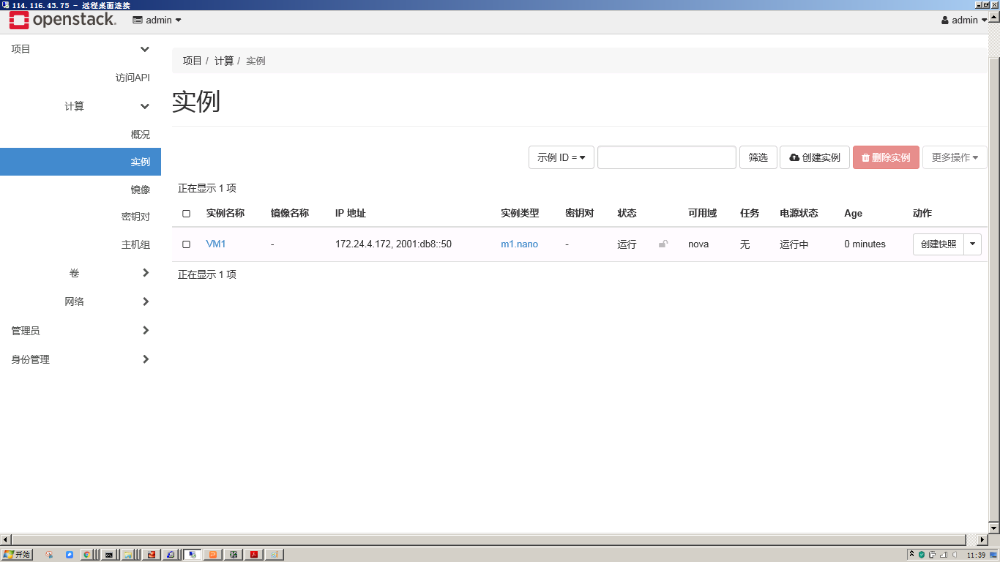 114.116.43.75 - 远程桌面连接
openstack. admin admin
项目
访问API
计算
概况
实例
镜像
密钥对
主机组
卷
网络
管理员
身份管理
项目 / 计算 / 实例
实例
示例 ID = 筛选 创建实例 删除实例 更多操作
正在显示 1 项
实例名称 镜像名称 IP 地址 实例类型 密钥对 状态 可用域 任务 电源状态 Age 动作
VM1 - 172.24.4.172, 2001:db8::50 m1.nano - 运行 nova 无 运行中 0 minutes 创建快照
正在显示 1 项
开始 11:39